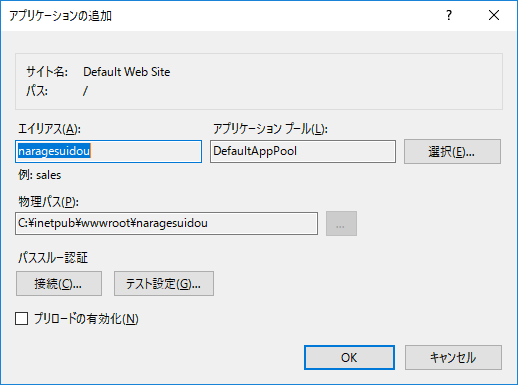 アプリケーションの追加
サイト名: Default Web Site
パス: /
エイリアス(A): アプリケーション プール(L):
naragesuidou DefaultAppPool 選択(E)...
例: sales
物理パス(P):
C:¥inetpub¥wwwroot¥naragesuidou ...
パススルー認証
接続(C)... テスト設定(G)...
プリロードの有効化(N)
OK キャンセル